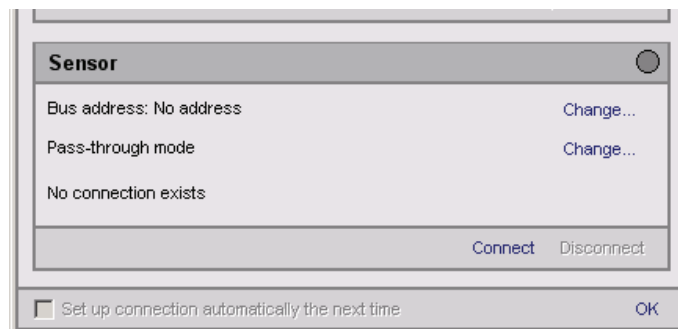 Sensor
Bus address: No address Change...
Pass-through mode Change...
No connection exists
Connect Disconnect
Set up connection automatically the next time OK